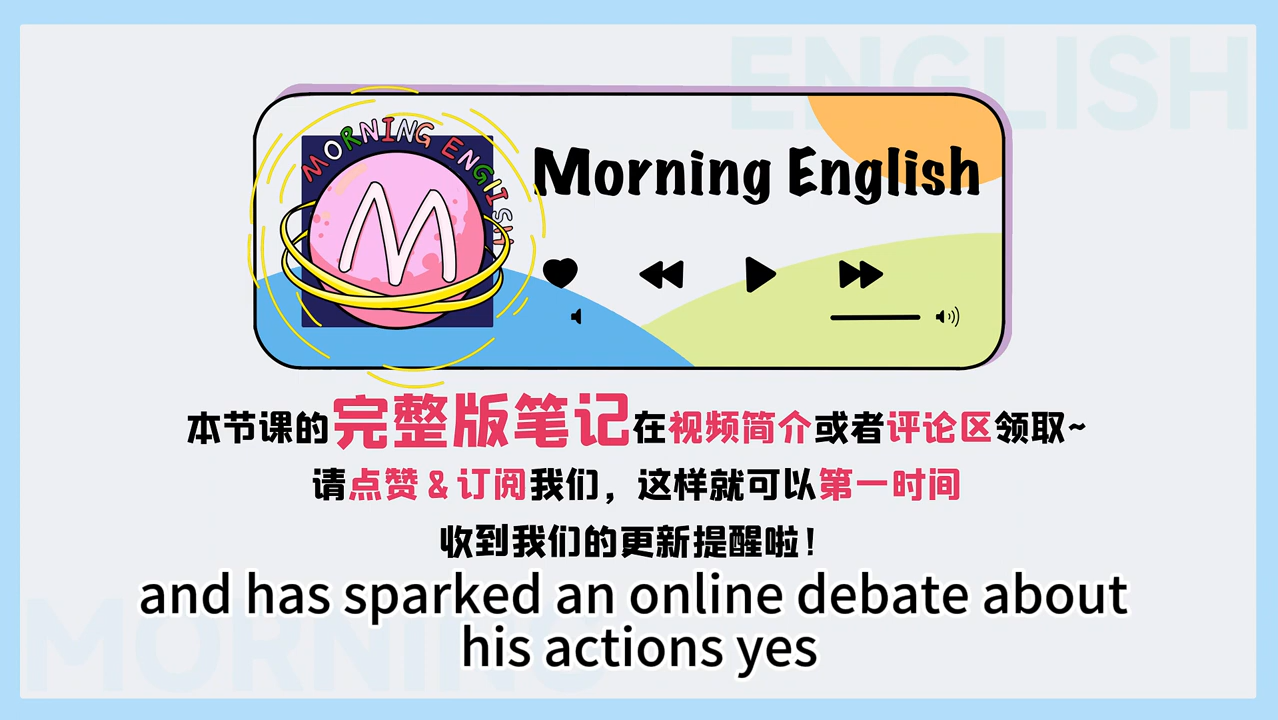 ENGLISH
MORNING ENGLISH
M
Morning English
本节课的完整版笔记在视频简介或者评论区领取~
请点赞&订阅我们，这样就可以第一时间
收到我们的更新提醒啦！
and has sparked an online debate about
his actions yes
MORNING